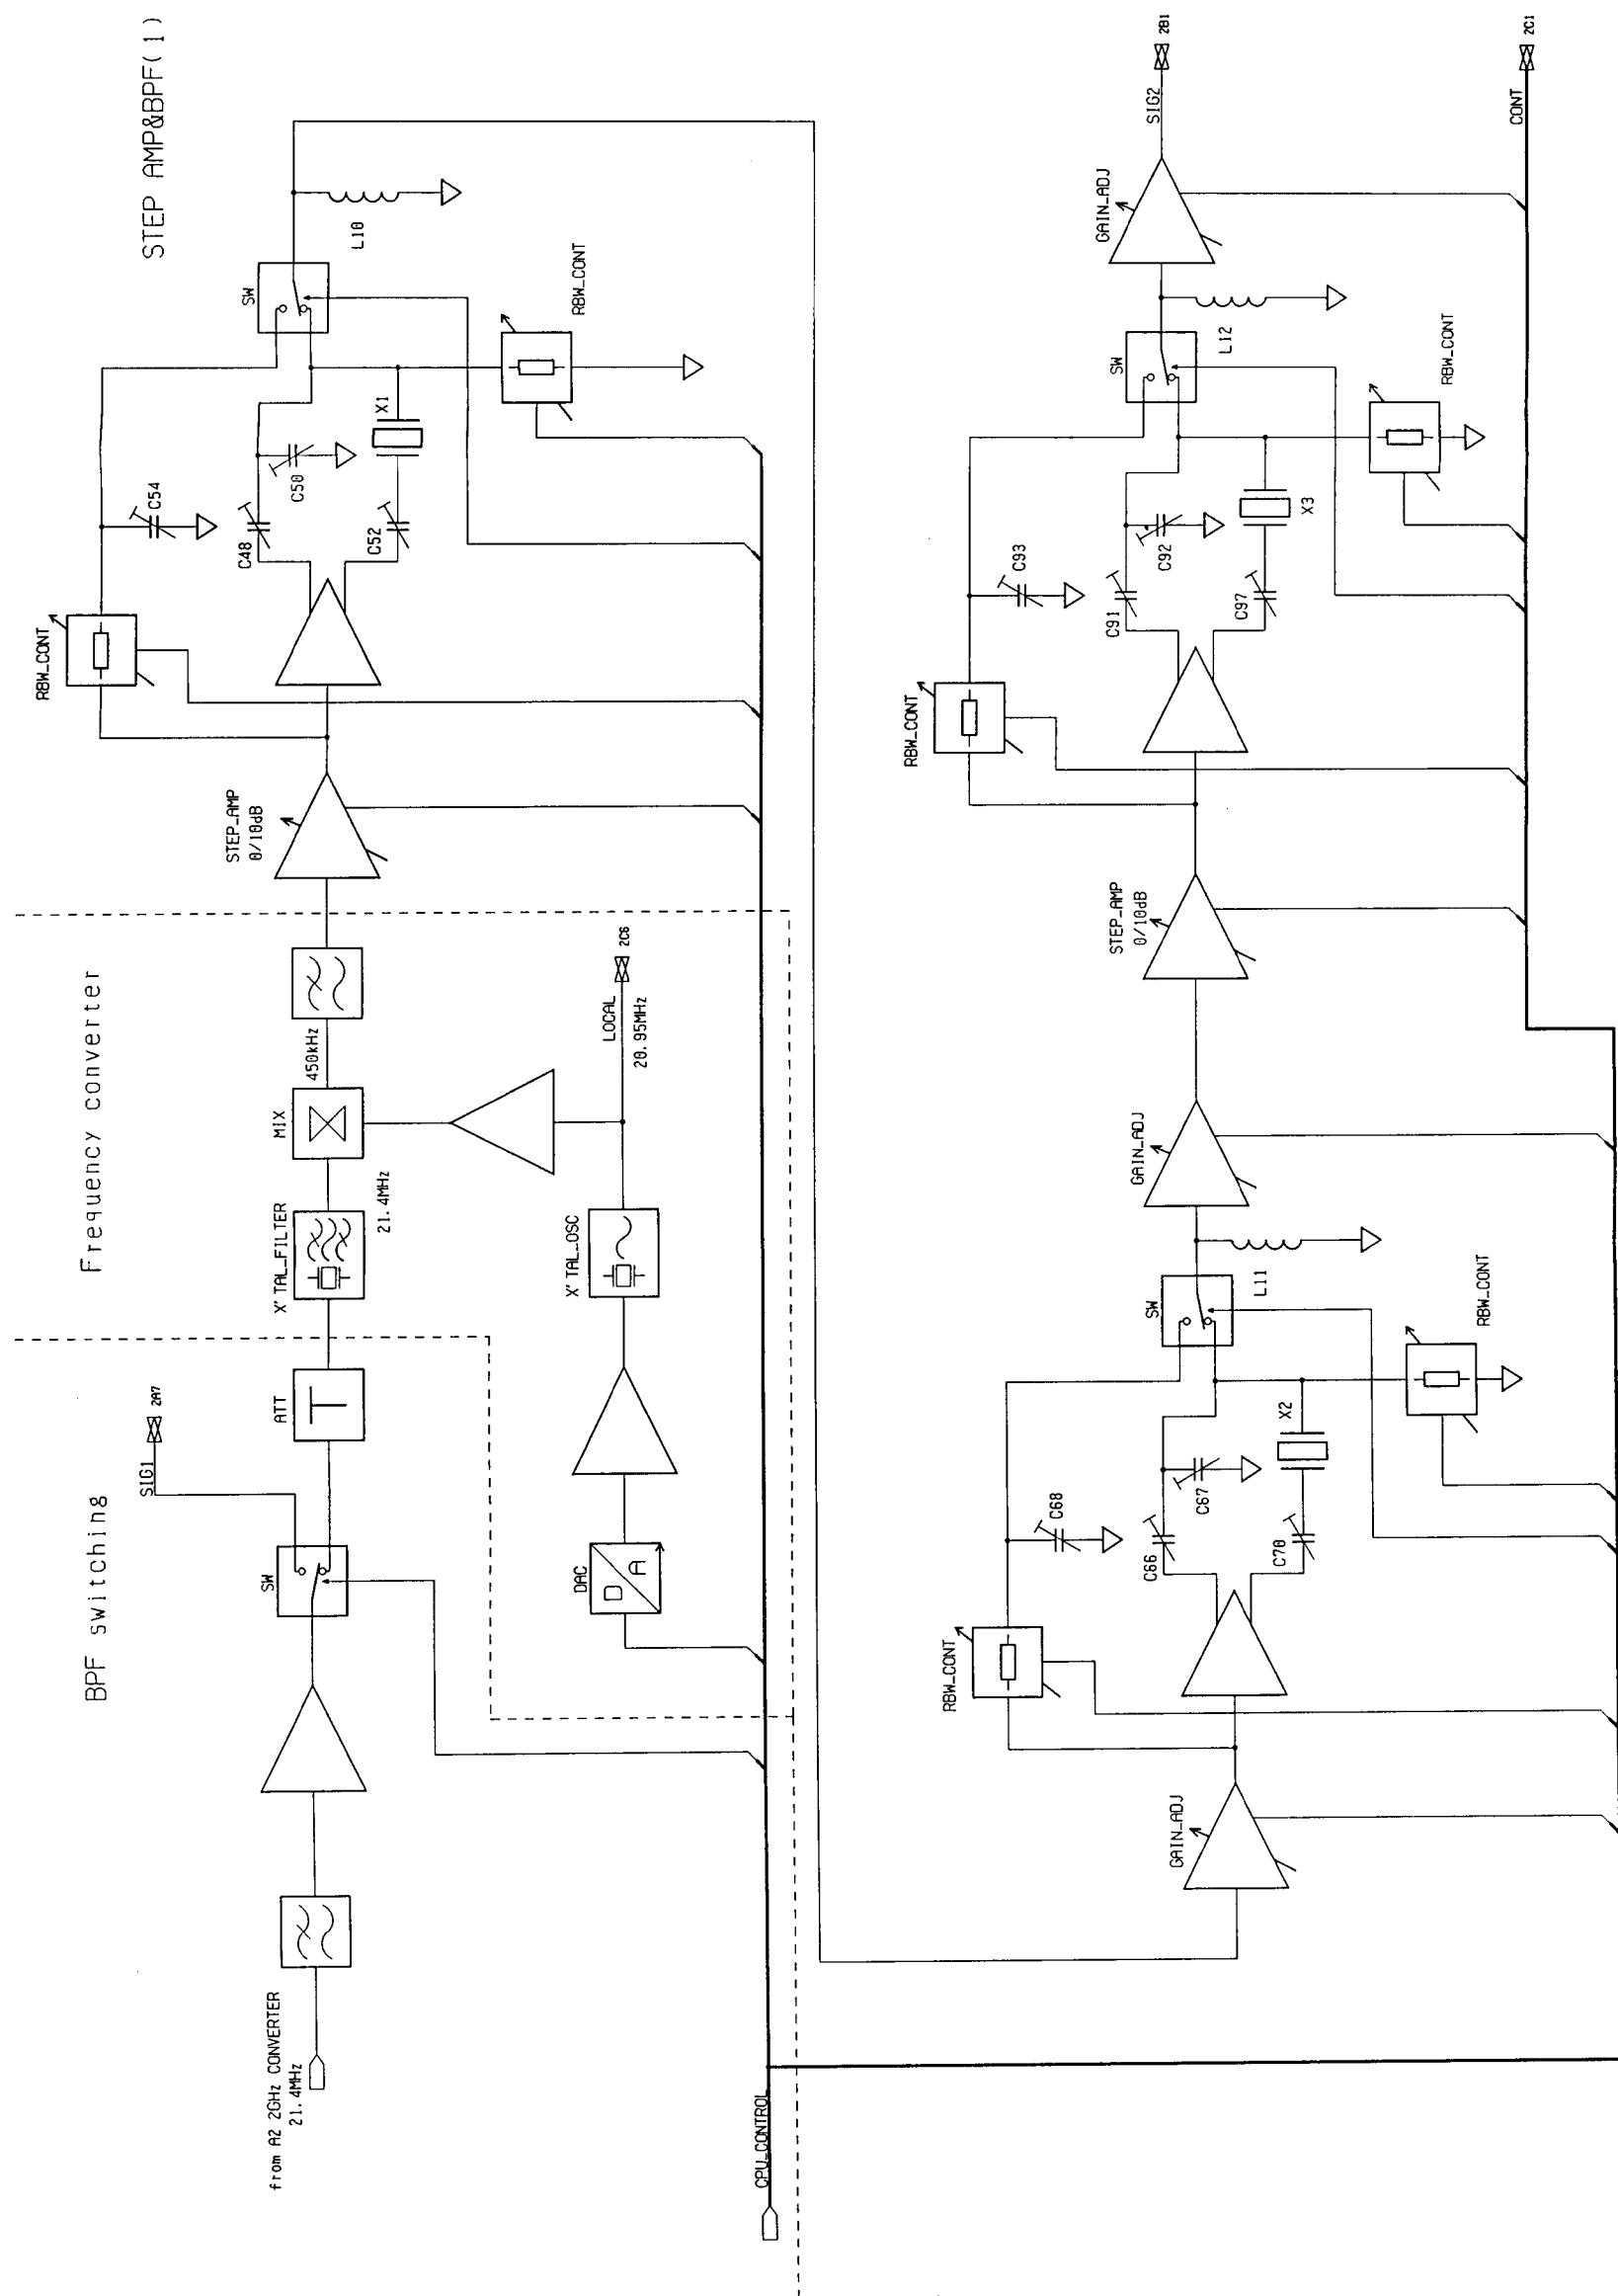 STEP AMP&BPF(1)
Frequency converter
BPF switching
from A2 2GHz CONVERTER
21.4MHz
SW
SIG1
2A7
ATT
X'TAL_FILTER
21.4MHz
MIX
450kHz
DAC
D
A
X'TAL_OSC
LOCAL
2C6
20.95MHz
CPU_CONTROL
STEP_AMP
0/10dB
RBW_CONT
C54
C48
C50
C52
X1
SW
L10
RBW_CONT
GAIN_ADJ
RBW_CONT
C68
C66
C67
C70
X2
SW
L11
RBW_CONT
GAIN_ADJ
STEP_AMP
0/10dB
RBW_CONT
C93
C91
C92
C97
X3
SW
L12
RBW_CONT
GAIN_ADJ
SIG2
2B1
CONT
2C1